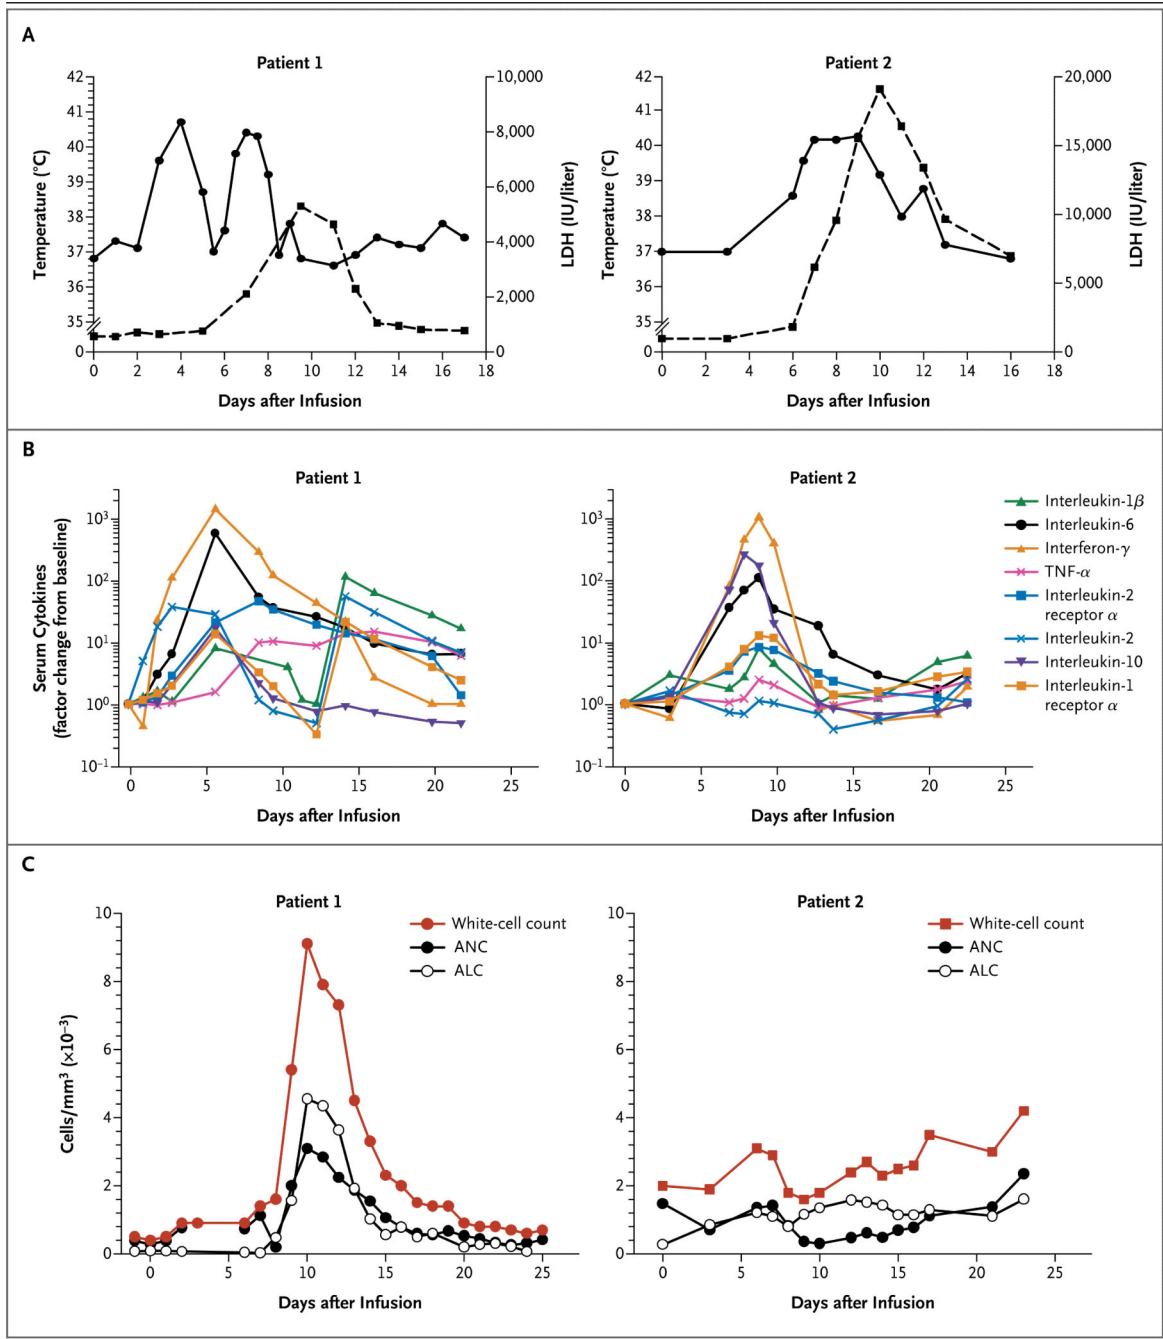 A
Patient 1
42
41
40
39
38
37
36
35
0
Temperature (°C)
10,000
8,000
6,000
4,000
2,000
0
LDH (IU/liter)
0 2 4 6 8 10 12 14 16 18
Days after Infusion
Patient 2
42
41
40
39
38
37
36
35
0
Temperature (°C)
20,000
15,000
10,000
5,000
0
LDH (IU/liter)
0 2 4 6 8 10 12 14 16 18
Days after Infusion
B
Patient 1
Serum Cytokines
(factor change from baseline)
10³
10²
10¹
10⁰
10⁻¹
0 5 10 15 20 25
Days after Infusion
Patient 2
10³
10²
10¹
10⁰
10⁻¹
0 5 10 15 20 25
Days after Infusion
Interleukin-1β
Interleukin-6
Interferon-γ
TNF-α
Interleukin-2
receptor α
Interleukin-2
Interleukin-10
Interleukin-1
receptor α
C
Patient 1
Cells/mm³ (×10⁻³)
10
8
6
4
2
0
White-cell count
ANC
ALC
0 5 10 15 20 25
Days after Infusion
Patient 2
10
8
6
4
2
0
White-cell count
ANC
ALC
0 5 10 15 20 25
Days after Infusion